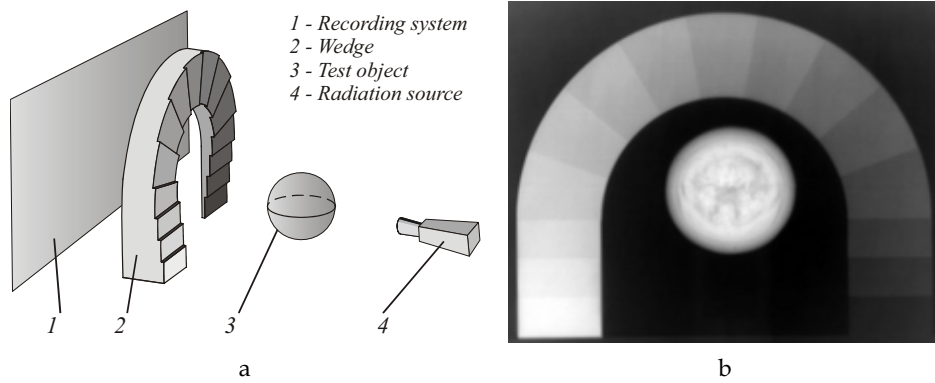 1 - Recording system
2 - Wedge
3 - Test object
4 - Radiation source
1
2
3
4
a
b